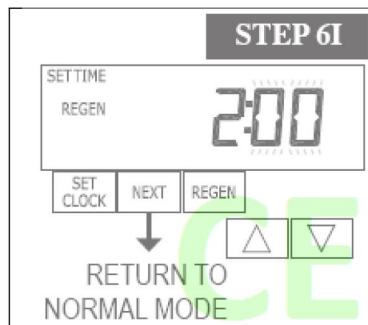 STEP 6I
SET TIME
REGEN
2:00
SET CLOCK
NEXT
REGEN
RETURN TO
NORMAL MODE
CE